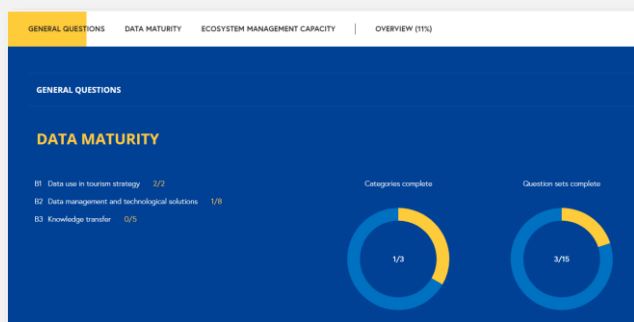 GENERAL QUESTIONS DATA MATURITY ECOSYSTEM MANAGEMENT CAPACITY OVERVIEW (11%)
GENERAL QUESTIONS
DATA MATURITY
B1 Data use in tourism strategy 2/2
B2 Data management and technological solutions 1/8
B3 Knowledge transfer 0/5
Categories complete
1/3
Question sets complete
3/15